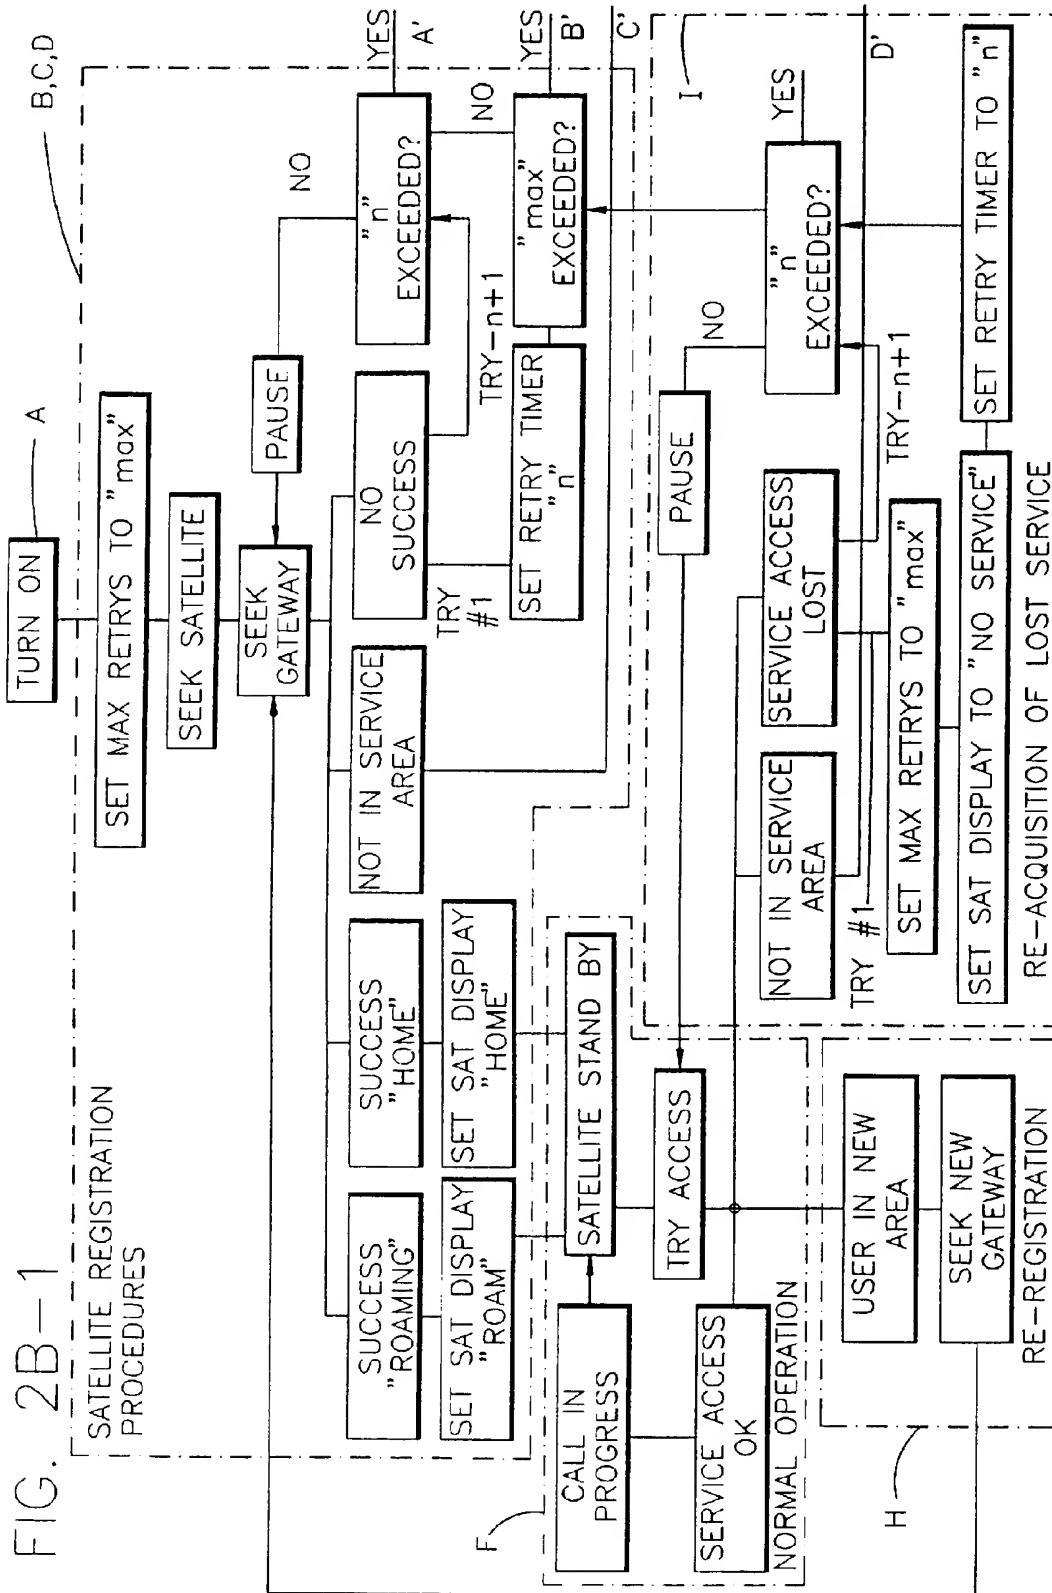 FIG. 2B-1
TURN ON
A
B,C,D
SATELLITE REGISTRATION
PROCEDURES
SET MAX RETRYS TO "max"
SEEK SATELLITE
SEEK
GATEWAY
PAUSE
NO
SUCCESS
"ROAMING"
SUCCESS
"HOME"
NOT IN SERVICE
AREA
NO
SUCCESS
"n"
EXCEEDED?
YES
A'
SET SAT DISPLAY
"ROAM"
SET SAT DISPLAY
"HOME"
TRY
#1
TRY-n+1
NO
SET RETRY TIMER
"n"
"max"
EXCEEDED?
YES
B'
C'
F
CALL IN
PROGRESS
SATELLITE STAND BY
TRY ACCESS
SERVICE ACCESS
OK
NORMAL OPERATION
I
PAUSE
NO
"n"
EXCEEDED?
YES
NOT IN SERVICE
AREA
SERVICE ACCESS
LOST
D'
TRY #1
TRY-n+1
SET MAX RETRYS TO "max"
SET SAT DISPLAY TO "NO SERVICE"
SET RETRY TIMER TO "n"
RE-ACQUISITION OF LOST SERVICE
H
USER IN NEW
AREA
SEEK NEW
GATEWAY
RE-REGISTRATION